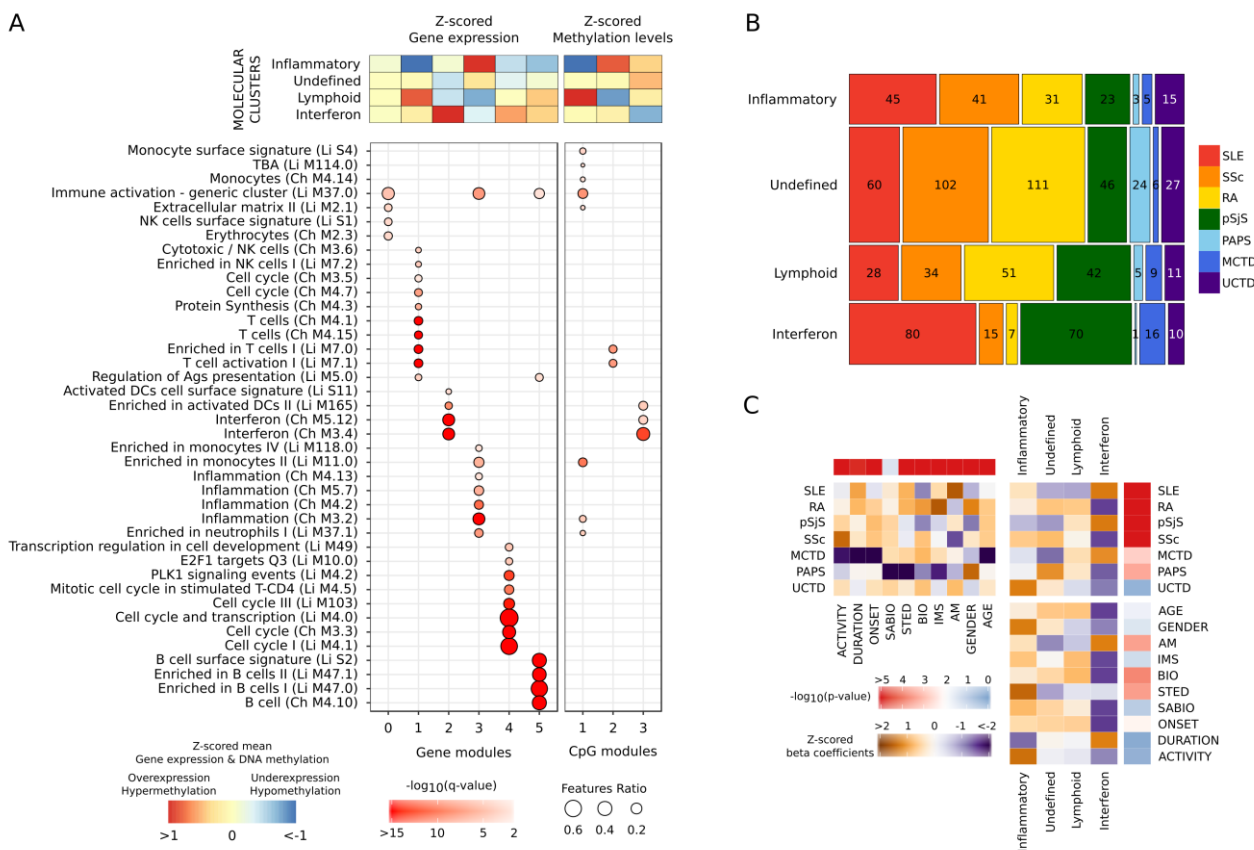 A
Z-scored
Gene expression
Z-scored
Methylation levels
MOLECULAR
CLUSTERS
Inflammatory
Undefined
Lymphoid
Interferon
Monocyte surface signature (Li S4)
TBA (Li M114.0)
Monocytes (Ch M4.14)
Immune activation - generic cluster (Li M37.0)
Extracellular matrix II (Li M2.1)
NK cells surface signature (Li S1)
Erythrocytes (Ch M2.3)
Cytotoxic / NK cells (Ch M3.6)
Enriched in NK cells I (Li M7.2)
Cell cycle (Ch M3.5)
Cell cycle (Ch M4.7)
Protein Synthesis (Ch M4.3)
T cells (Ch M4.1)
T cells (Ch M4.15)
Enriched in T cells I (Li M7.0)
T cell activation I (Li M7.1)
Regulation of Ags presentation (Li M5.0)
Activated DCs cell surface signature (Li S11)
Enriched in activated DCs II (Li M165)
Interferon (Ch M5.12)
Interferon (Ch M3.4)
Enriched in monocytes IV (Li M118.0)
Enriched in monocytes II (Li M11.0)
Inflammation (Ch M4.13)
Inflammation (Ch M5.7)
Inflammation (Ch M4.2)
Inflammation (Ch M3.2)
Enriched in neutrophils I (Li M37.1)
Transcription regulation in cell development (Li M49)
E2F1 targets Q3 (Li M10.0)
PLK1 signaling events (Li M4.2)
Mitotic cell cycle in stimulated T-CD4 (Li M4.5)
Cell cycle III (Li M103)
Cell cycle and transcription (Li M4.0)
Cell cycle (Ch M3.3)
Cell cycle I (Li M4.1)
B cell surface signature (Li S2)
Enriched in B cells II (Li M47.1)
Enriched in B cells I (Li M47.0)
B cell (Ch M4.10)
0 1 2 3 4 5 1 2 3
Gene modules CpG modules
Z-scored mean
Gene expression & DNA methylation
Overexpression Underexpression
Hypermethylation Hypomethylation
>1 0 <-1
-log10(q-value)
>15 10 5 2
Features Ratio
0.6 0.4 0.2
B
Inflammatory 45 41 31 23 3 5 15
Undefined 60 102 111 46 24 6 27
Lymphoid 28 34 51 42 5 9 11
Interferon 80 15 7 70 1 16 10
SLE
SSc
RA
pSjS
PAPS
MCTD
UCTD
C
SLE
RA
pSjS
SSc
MCTD
PAPS
UCTD
ACTIVITY
DURATION
ONSET
SABIO
STED
BIO
IMS
AM
GENDER
AGE
>5 4 3 2 1 0
-log10(p-value)
>2 1 0 -1 <-2
Z-scored
beta coefficients
Inflammatory
Undefined
Lymphoid
Interferon
SLE
RA
pSjS
SSc
MCTD
PAPS
UCTD
AGE
GENDER
AM
IMS
BIO
STED
SABIO
ONSET
DURATION
ACTIVITY
Inflammatory
Undefined
Lymphoid
Interferon